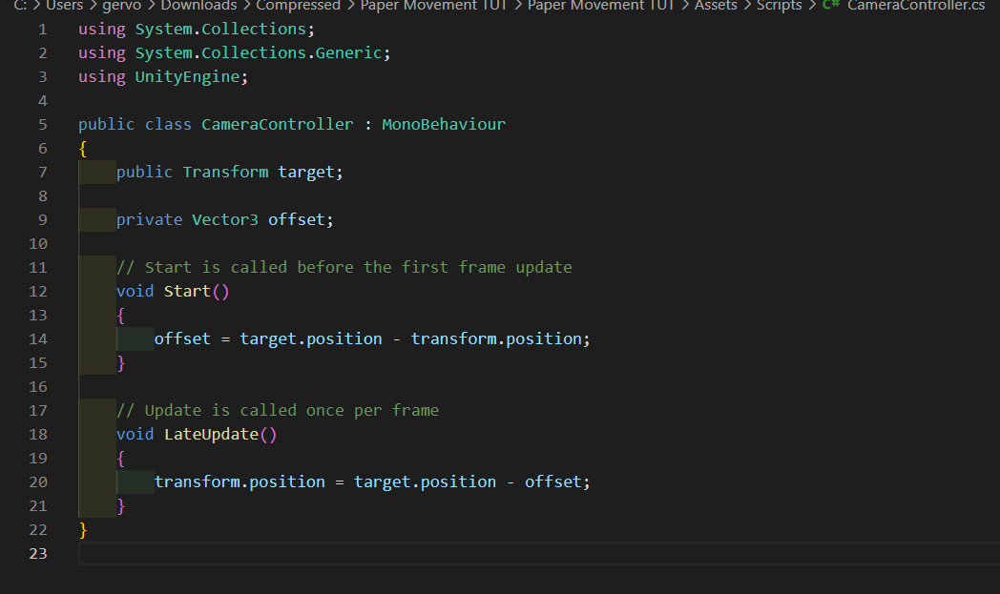 C: > Users > gervo > Downloads > Compressed > Paper Movement TUT > Paper Movement TUT > Assets > Scripts > C# CameraController.cs
1 using System.Collections;
2 using System.Collections.Generic;
3 using UnityEngine;
4
5 public class CameraController : MonoBehaviour
6 {
7     public Transform target;
8
9     private Vector3 offset;
10
11     // Start is called before the first frame update
12     void Start()
13     {
14         offset = target.position - transform.position;
15     }
16
17     // Update is called once per frame
18     void LateUpdate()
19     {
20         transform.position = target.position - offset;
21     }
22 }
23